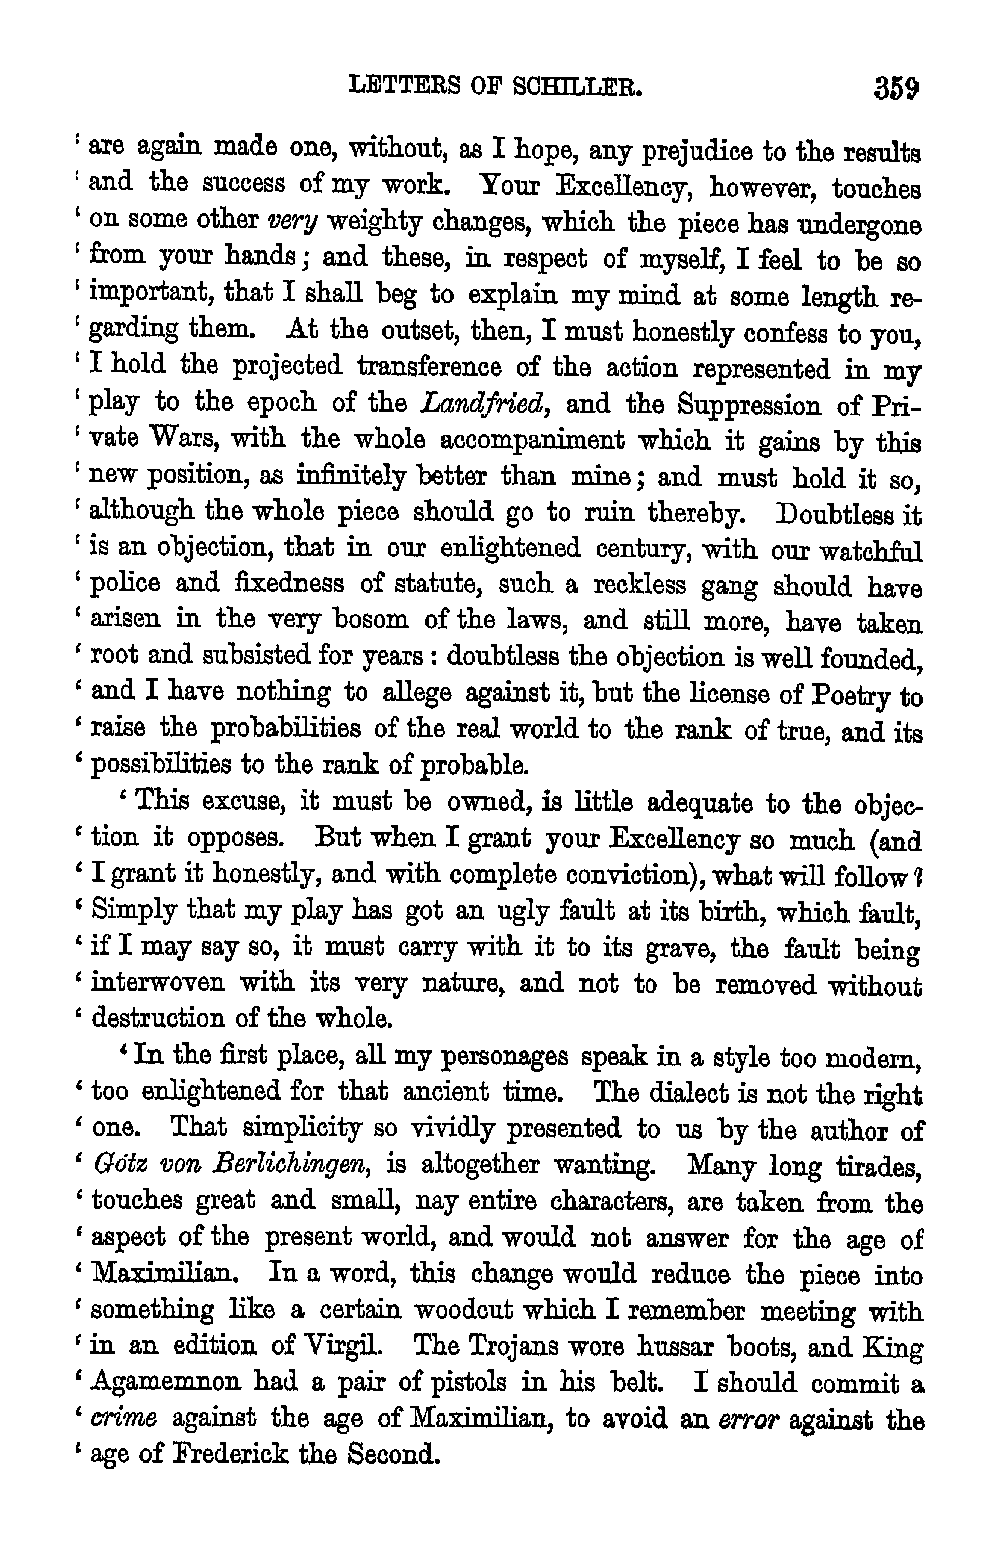 LETTERS OF SCHILLER. 359
‘ are again made one, without, as I hope, any prejudice to the results
‘ and the success of my work. Your Excellency, however, touches
‘ on some other very weighty changes, which the piece has undergone
‘ from your hands; and these, in respect of myself, I feel to be so
‘ important, that I shall beg to explain my mind at some length re-
‘ garding them. At the outset, then, I must honestly confess to you,
‘ I hold the projected transference of the action represented in my
‘ play to the epoch of the Landfried, and the Suppression of Pri-
‘ vate Wars, with the whole accompaniment which it gains by this
‘ new position, as infinitely better than mine; and must hold it so,
‘ although the whole piece should go to ruin thereby. Doubtless it
‘ is an objection, that in our enlightened century, with our watchful
‘ police and fixedness of statute, such a reckless gang should have
‘ arisen in the very bosom of the laws, and still more, have taken
‘ root and subsisted for years: doubtless the objection is well founded,
‘ and I have nothing to allege against it, but the license of Poetry to
‘ raise the probabilities of the real world to the rank of true, and its
‘ possibilities to the rank of probable.
‘ This excuse, it must be owned, is little adequate to the objec-
‘ tion it opposes. But when I grant your Excellency so much (and
‘ I grant it honestly, and with complete conviction), what will follow?
‘ Simply that my play has got an ugly fault at its birth, which fault,
‘ if I may say so, it must carry with it to its grave, the fault being
‘ interwoven with its very nature, and not to be removed without
‘ destruction of the whole.
‘ In the first place, all my personages speak in a style too modern,
‘ too enlightened for that ancient time. The dialect is not the right
‘ one. That simplicity so vividly presented to us by the author of
‘ Götz von Berlichingen, is altogether wanting. Many long tirades,
‘ touches great and small, nay entire characters, are taken from the
‘ aspect of the present world, and would not answer for the age of
‘ Maximilian. In a word, this change would reduce the piece into
‘ something like a certain woodcut which I remember meeting with
‘ in an edition of Virgil. The Trojans wore hussar boots, and King
‘ Agamemnon had a pair of pistols in his belt. I should commit a
‘ crime against the age of Maximilian, to avoid an error against the
‘ age of Frederick the Second.